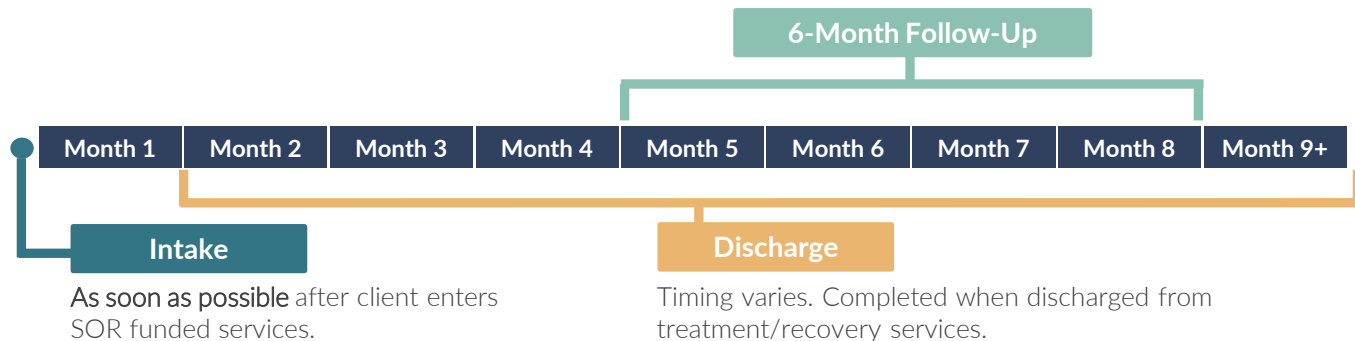 6-Month Follow-Up
Month 1 Month 2 Month 3 Month 4 Month 5 Month 6 Month 7 Month 8 Month 9+
Intake
As soon as possible after client enters
SOR funded services.
Discharge
Timing varies. Completed when discharged from
treatment/recovery services.